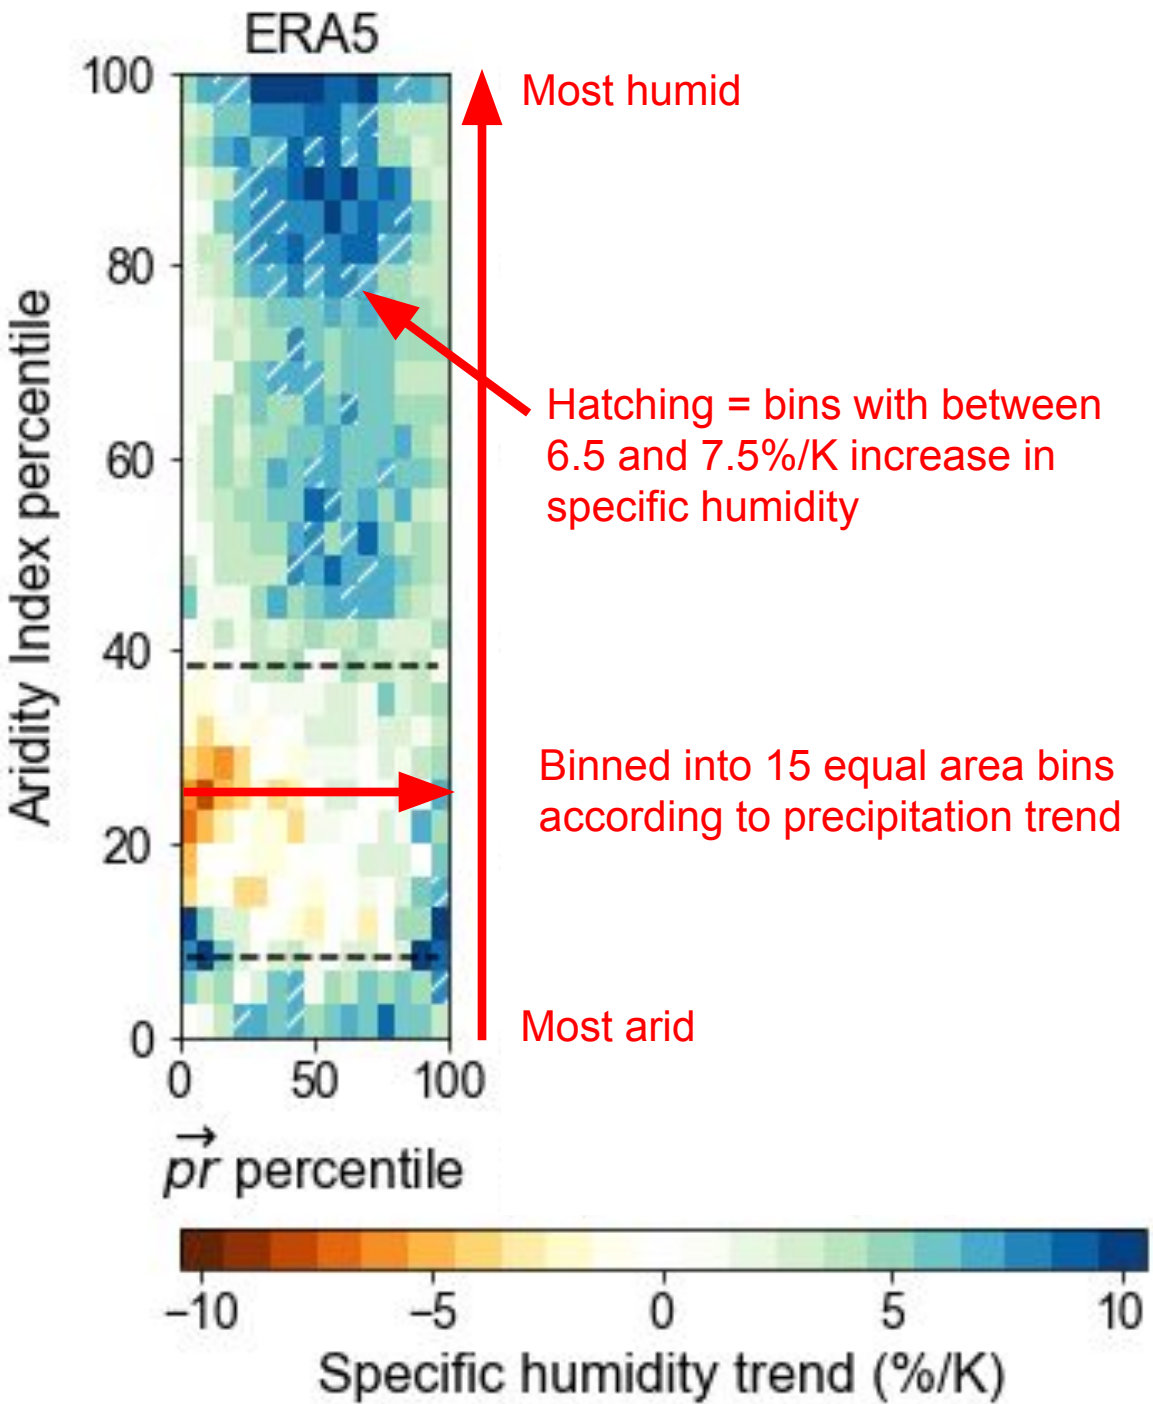 ERA5
100
80
60
40
20
0
Aridity Index percentile
Most humid
Hatching = bins with between
6.5 and 7.5%/K increase in
specific humidity
Binned into 15 equal area bins
according to precipitation trend
Most arid
0 50 100
pr percentile
−10 −5 0 5 10
Specific humidity trend (%/K)